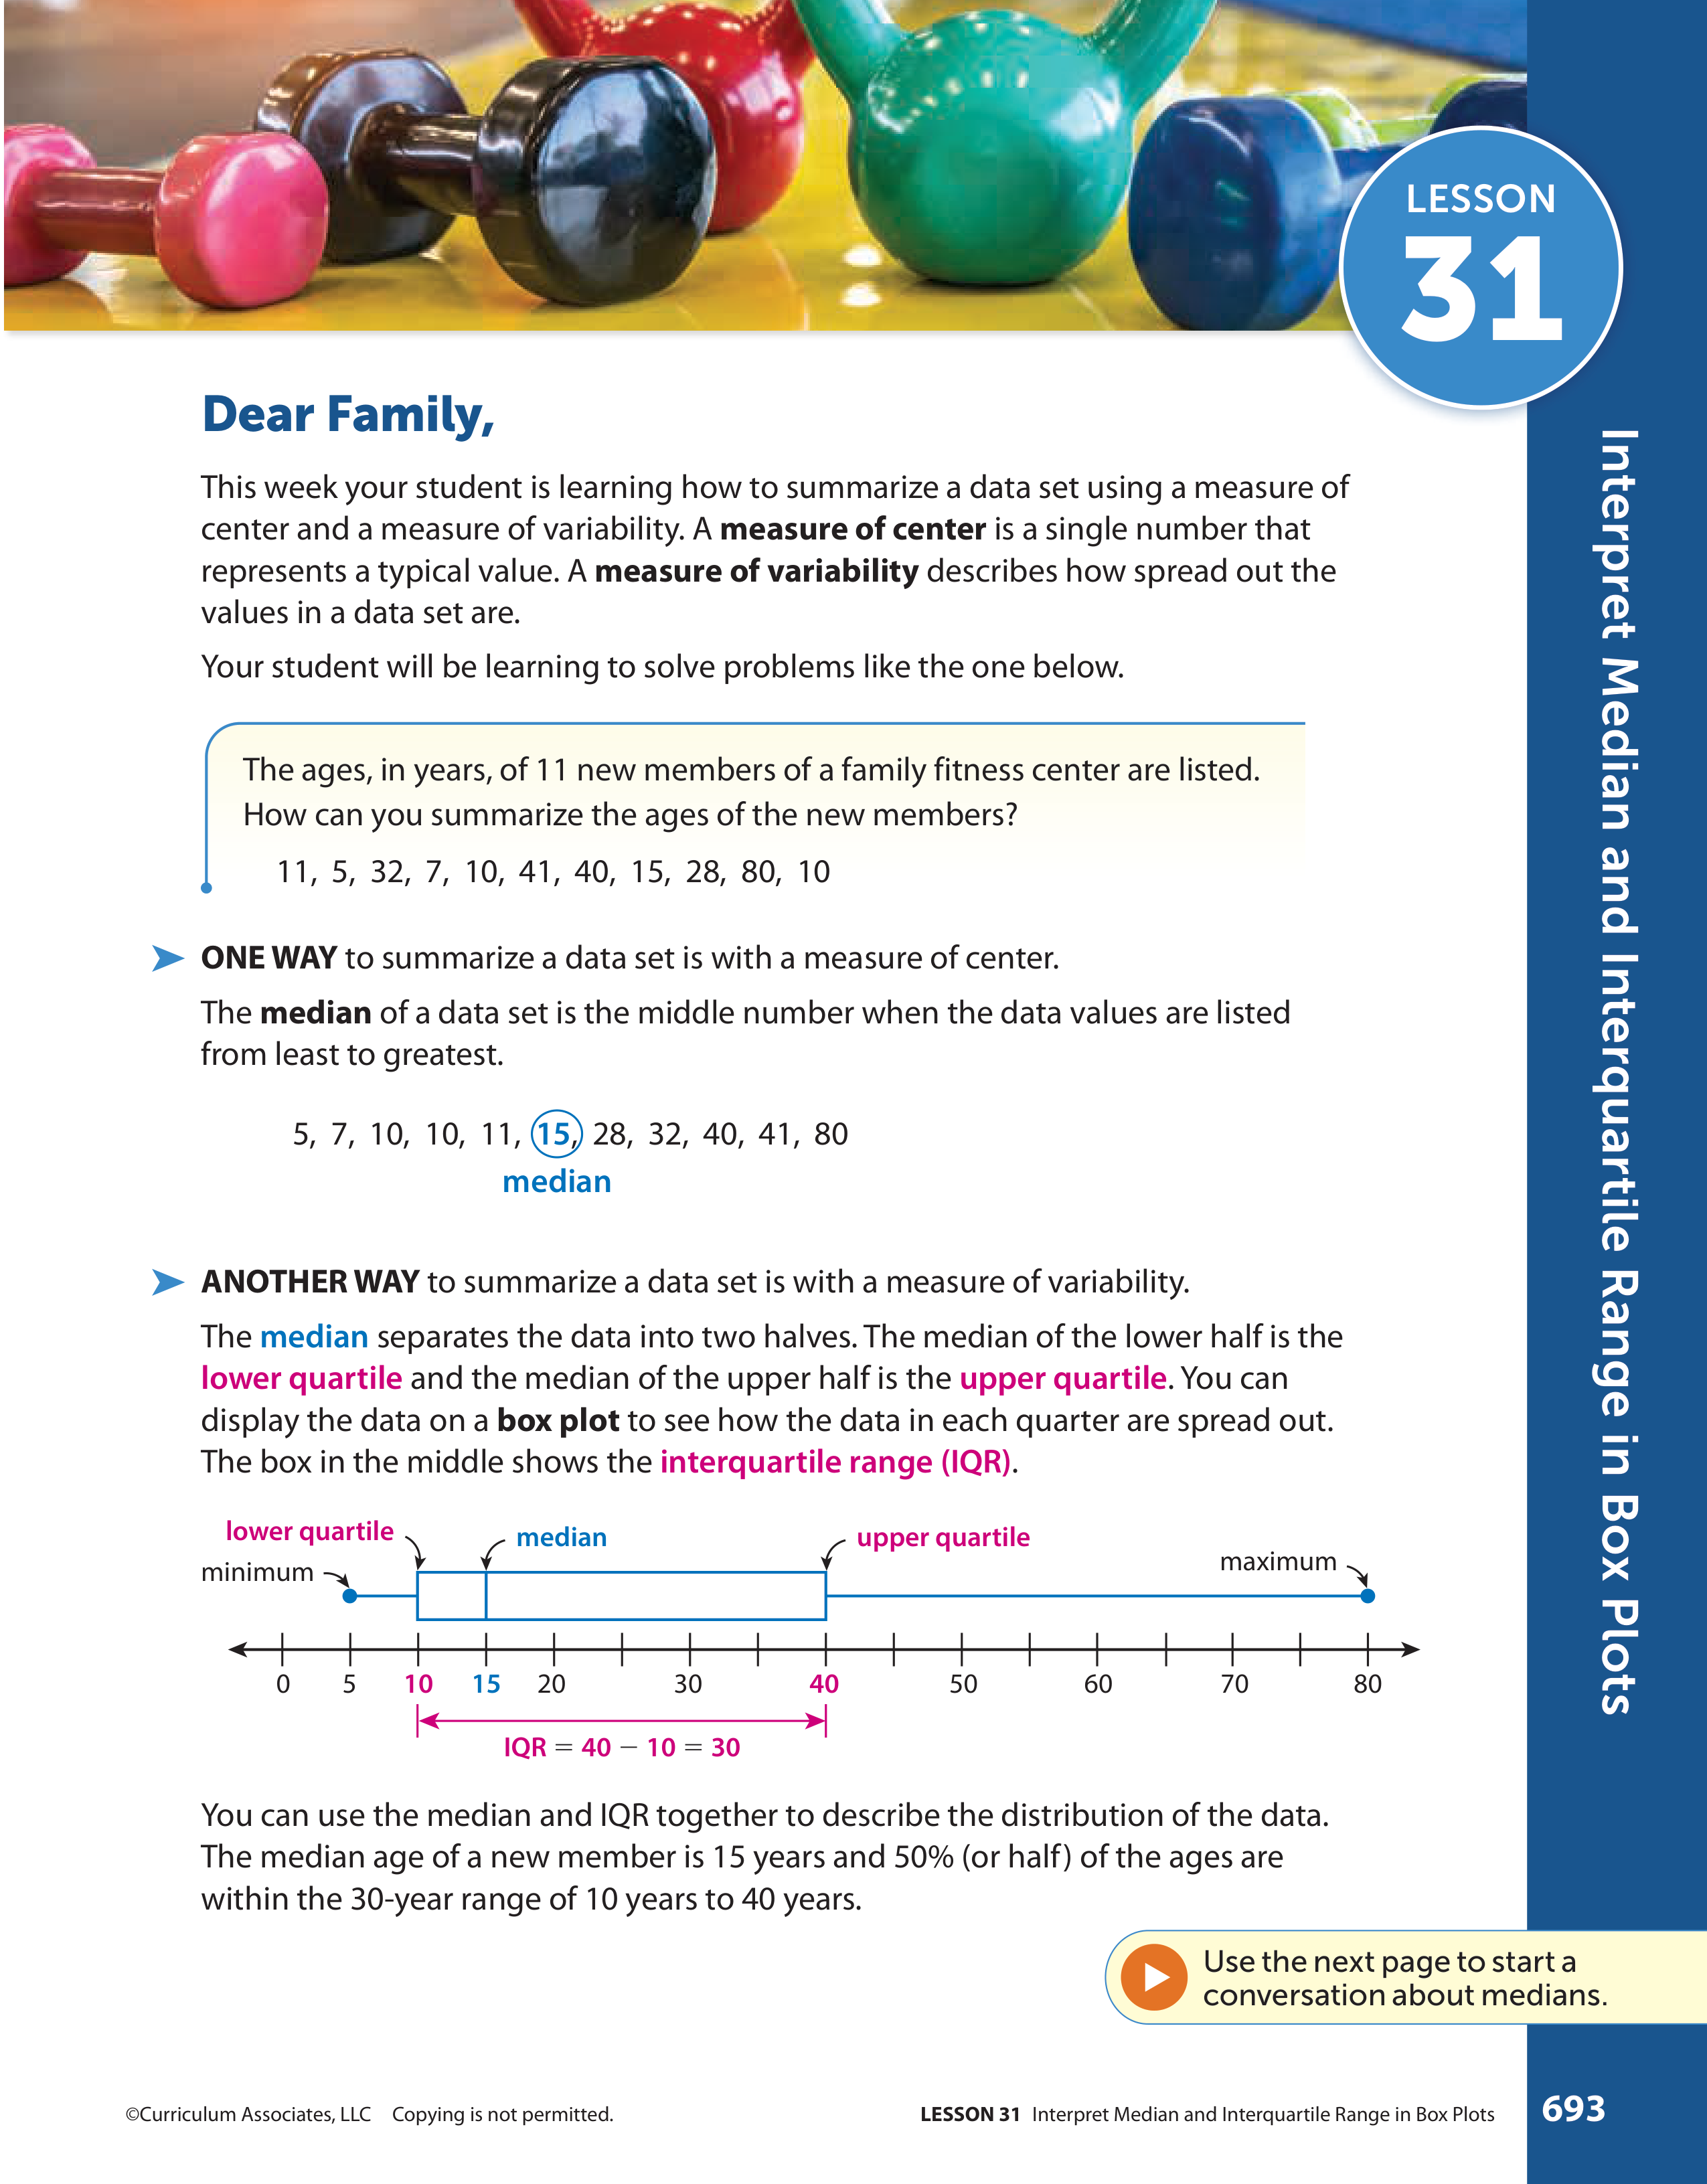 LESSON
31
Dear Family,
This week your student is learning how to summarize a data set using a measure of
center and a measure of variability. A measure of center is a single number that
represents a typical value. A measure of variability describes how spread out the
values in a data set are.
Your student will be learning to solve problems like the one below.
The ages, in years, of 11 new members of a family fitness center are listed.
How can you summarize the ages of the new members?
11, 5, 32, 7, 10, 41, 40, 15, 28, 80, 10
ONE WAY to summarize a data set is with a measure of center.
The median of a data set is the middle number when the data values are listed
from least to greatest.
5, 7, 10, 10, 11, 15, 28, 32, 40, 41, 80
median
ANOTHER WAY to summarize a data set is with a measure of variability.
The median separates the data into two halves. The median of the lower half is the
lower quartile and the median of the upper half is the upper quartile. You can
display the data on a box plot to see how the data in each quarter are spread out.
The box in the middle shows the interquartile range (IQR).
lower quartile median upper quartile
minimum maximum
0 5 10 15 20 30 40 50 60 70 80
IQR = 40 − 10 = 30
You can use the median and IQR together to describe the distribution of the data.
The median age of a new member is 15 years and 50% (or half) of the ages are
within the 30-year range of 10 years to 40 years.
Use the next page to start a
conversation about medians.
Interpret Median and Interquartile Range in Box Plots
©Curriculum Associates, LLC Copying is not permitted.
LESSON 31 Interpret Median and Interquartile Range in Box Plots
693